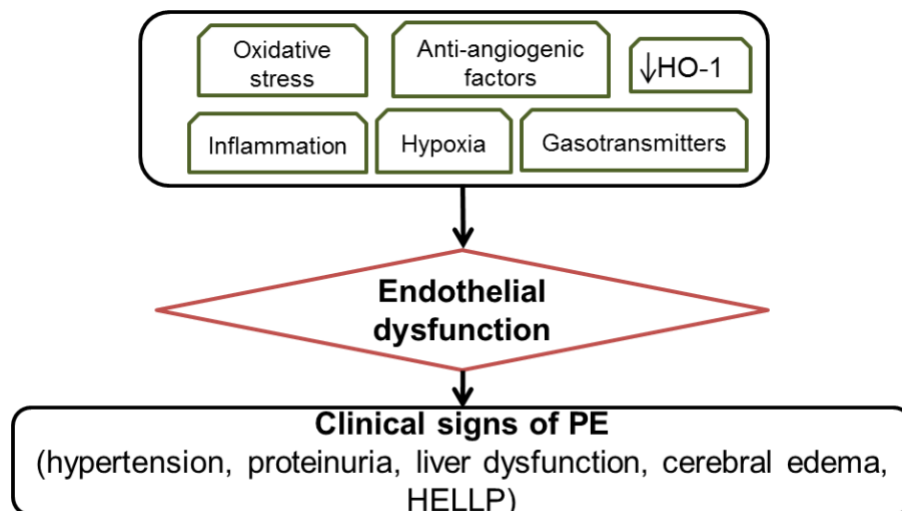 Oxidative
stress
Anti-angiogenic
factors
↓HO-1
Inflammation
Hypoxia
Gasotransmitters
Endothelial
dysfunction
Clinical signs of PE
(hypertension, proteinuria, liver dysfunction, cerebral edema,
HELLP)